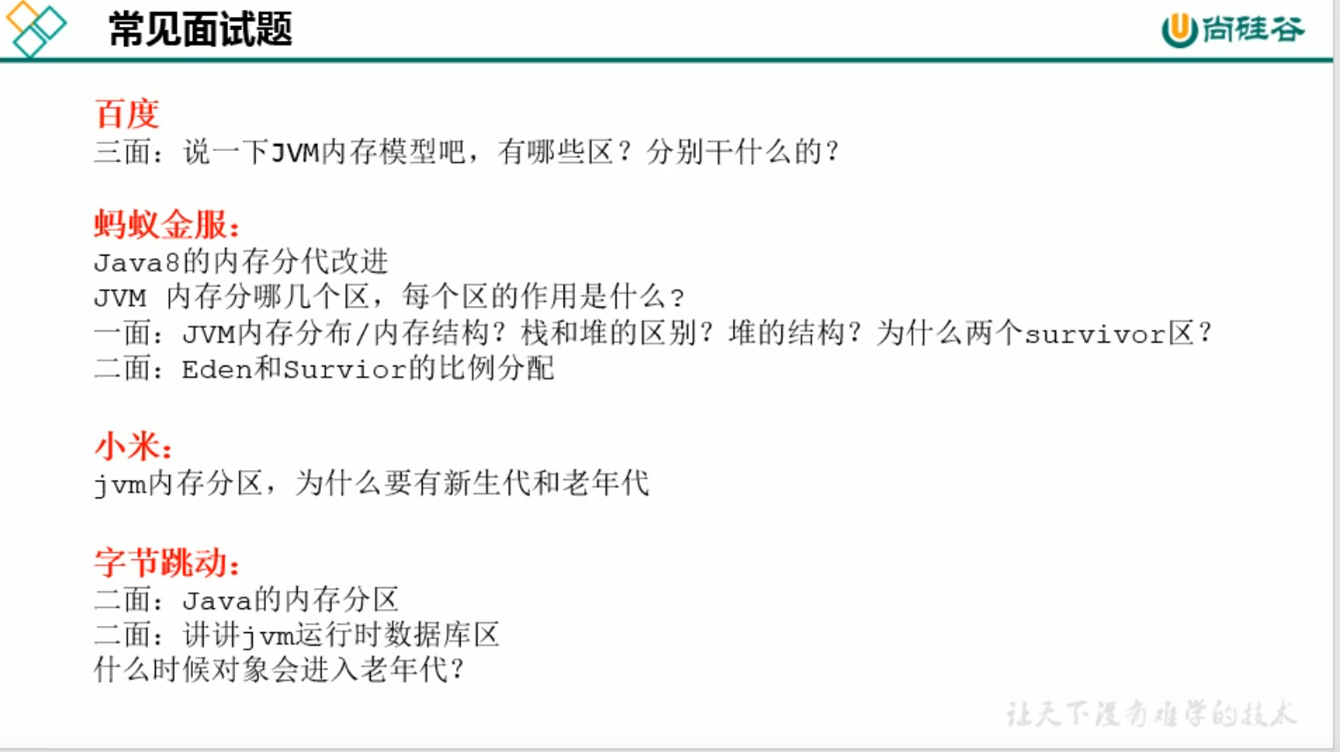 常见面试题
尚硅谷
百度
三面：说一下JVM内存模型吧，有哪些区？分别干什么的？
蚂蚁金服：
Java8的内存分代改进
JVM 内存分哪几个区，每个区的作用是什么？
一面：JVM内存分布/内存结构？栈和堆的区别？堆的结构？为什么两个survivor区？
二面：Eden和Survior的比例分配
小米：
jvm内存分区，为什么要有新生代和老年代
字节跳动：
二面：Java的内存分区
二面：讲讲jvm运行时数据库区
什么时候对象会进入老年代？
让天下没有难学的技术